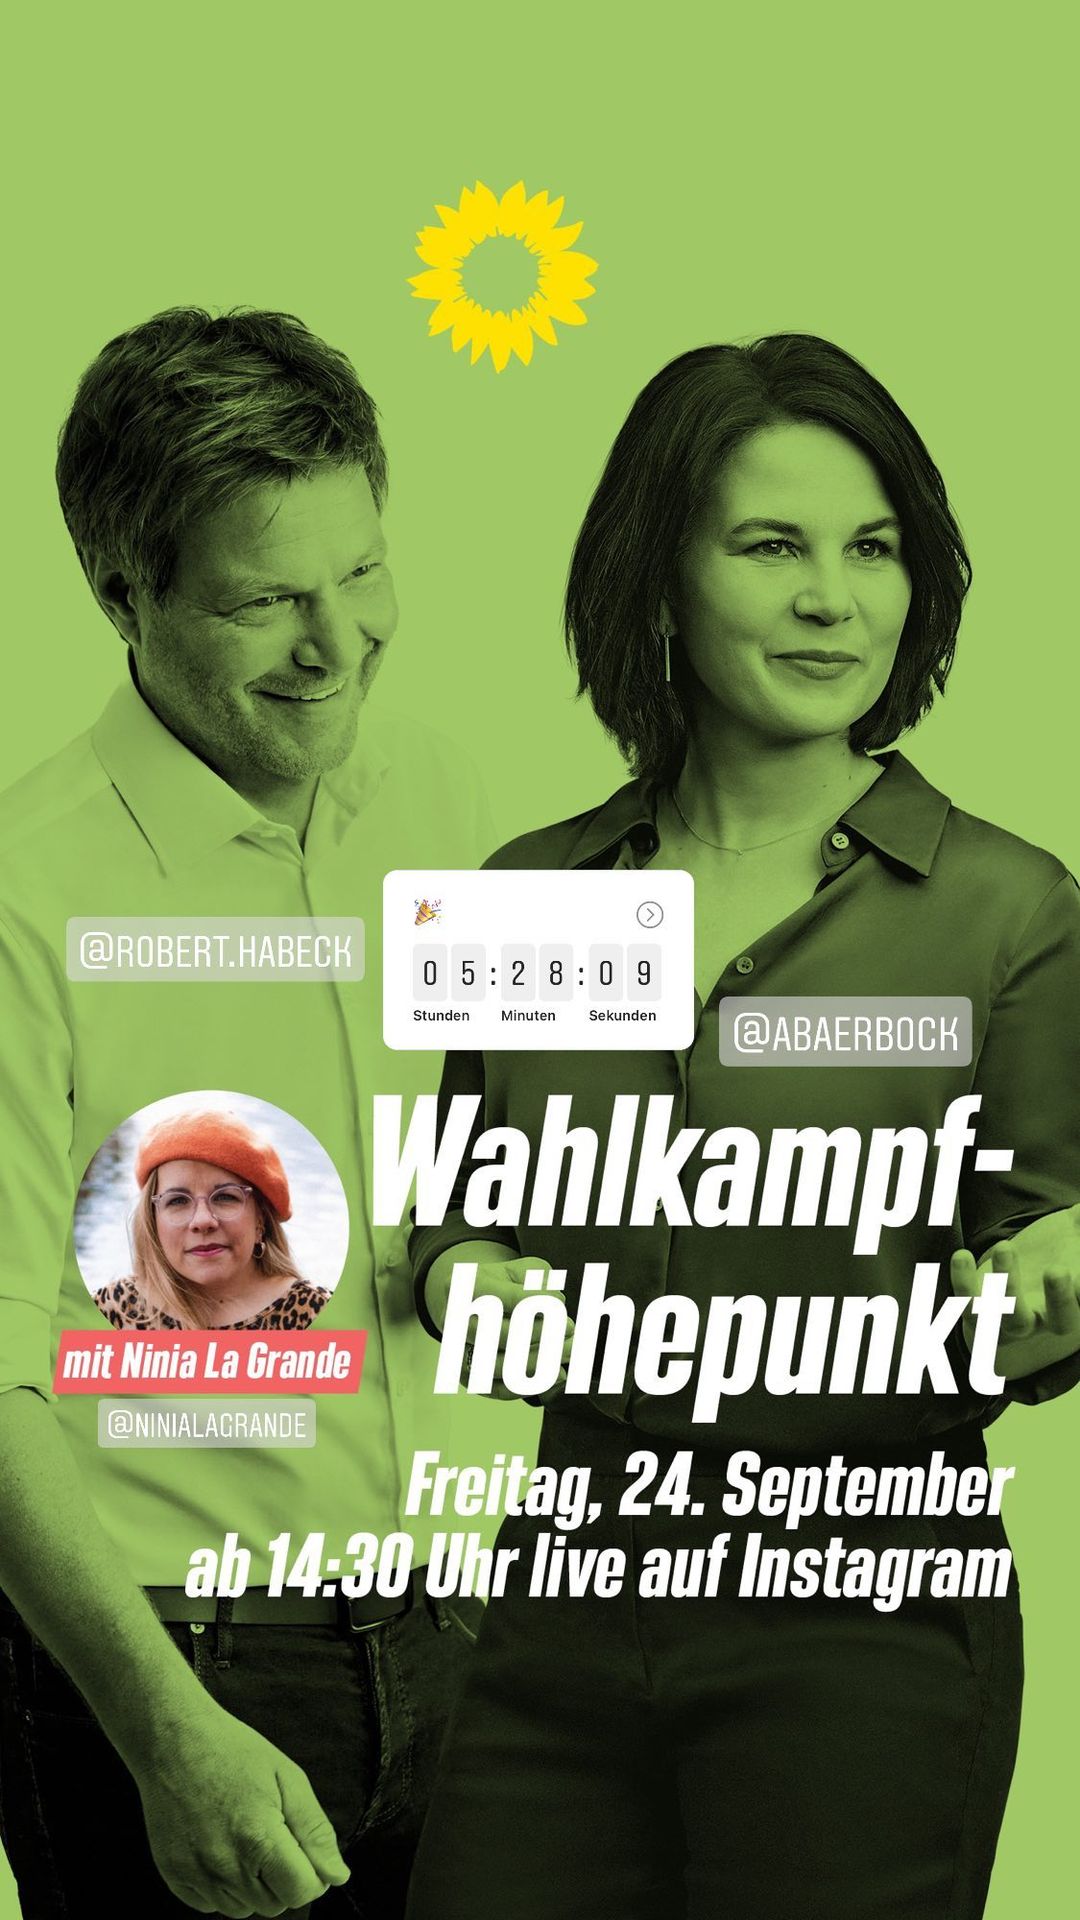 @ROBERT.HABECK
05:28:09
Stunden Minuten Sekunden
@ABAERBOCK
Wahlkampf-
höhepunkt
mit Ninia La Grande
@NINIALAGRANDE
Freitag, 24. September
ab 14:30 Uhr live auf Instagram